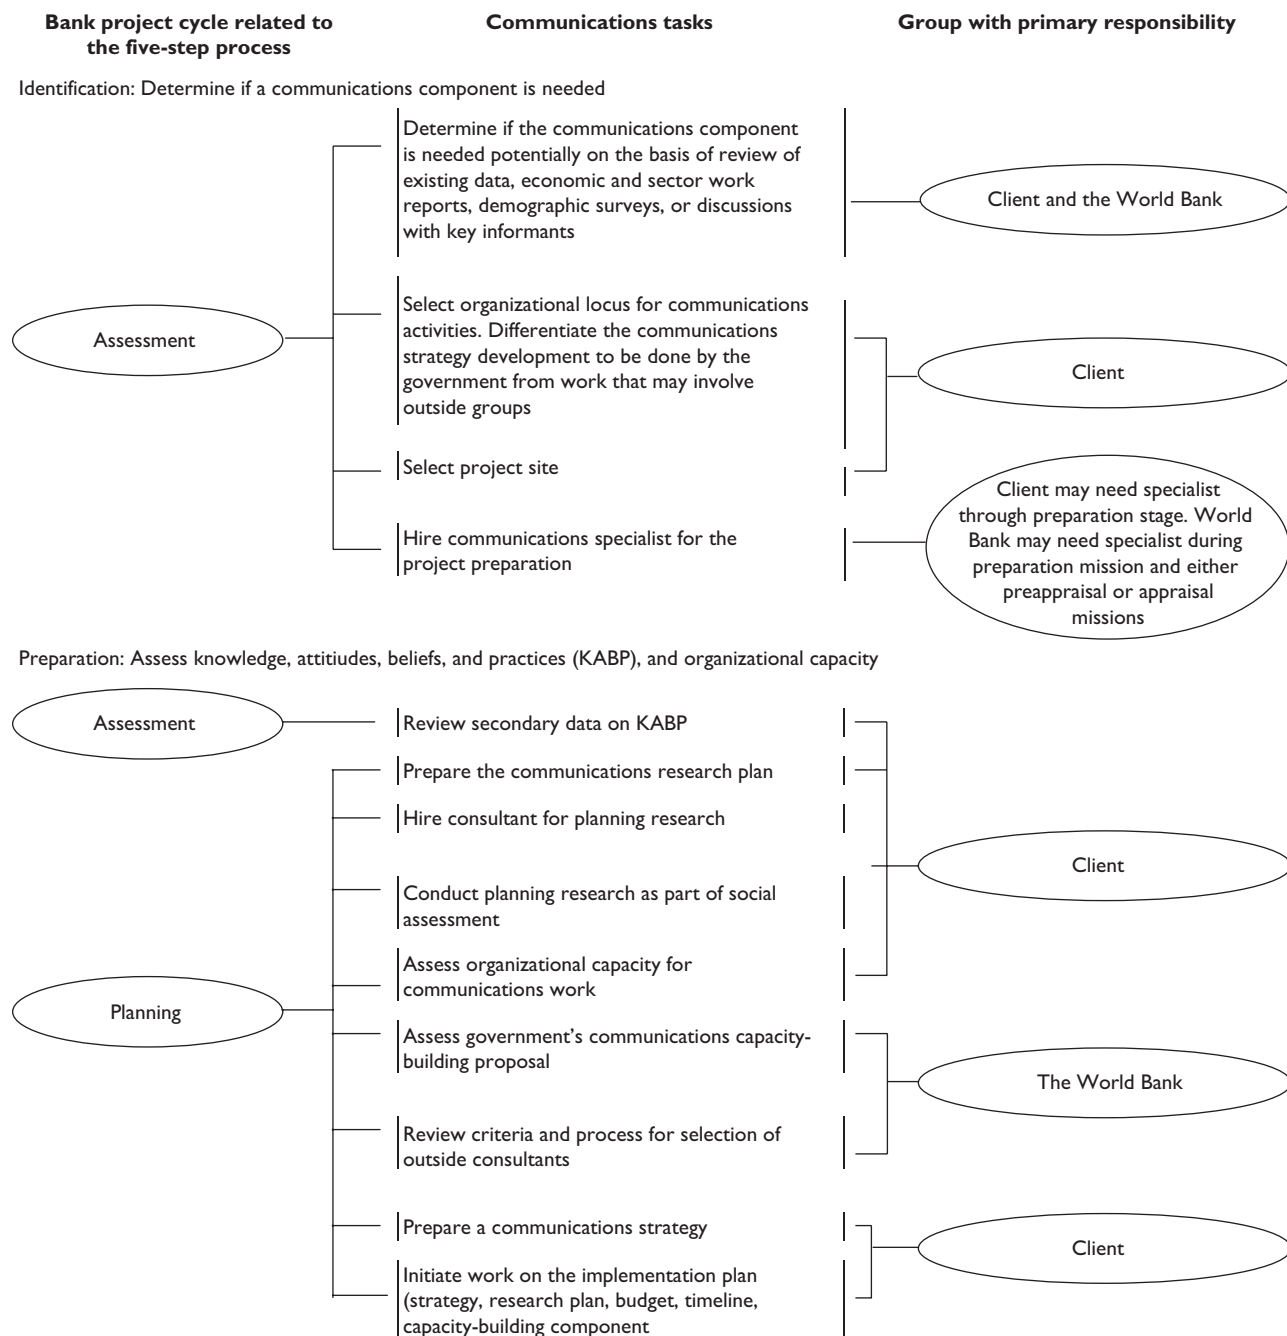 Bank project cycle related to
the five-step process
Communications tasks
Group with primary responsibility
Identification: Determine if a communications component is needed
Assessment
Determine if the communications component
is needed potentially on the basis of review of
existing data, economic and sector work
reports, demographic surveys, or discussions
with key informants
Client and the World Bank
Select organizational locus for communications
activities. Differentiate the communications
strategy development to be done by the
government from work that may involve
outside groups
Client
Select project site
Hire communications specialist for the
project preparation
Client may need specialist
through preparation stage. World
Bank may need specialist during
preparation mission and either
preappraisal or appraisal
missions
Preparation: Assess knowledge, attitiudes, beliefs, and practices (KABP), and organizational capacity
Assessment
Review secondary data on KABP
Planning
Prepare the communications research plan
Hire consultant for planning research
Conduct planning research as part of social
assessment
Assess organizational capacity for
communications work
Client
Assess government’s communications capacity-
building proposal
Review criteria and process for selection of
outside consultants
The World Bank
Prepare a communications strategy
Initiate work on the implementation plan
(strategy, research plan, budget, timeline,
capacity-building component
Client